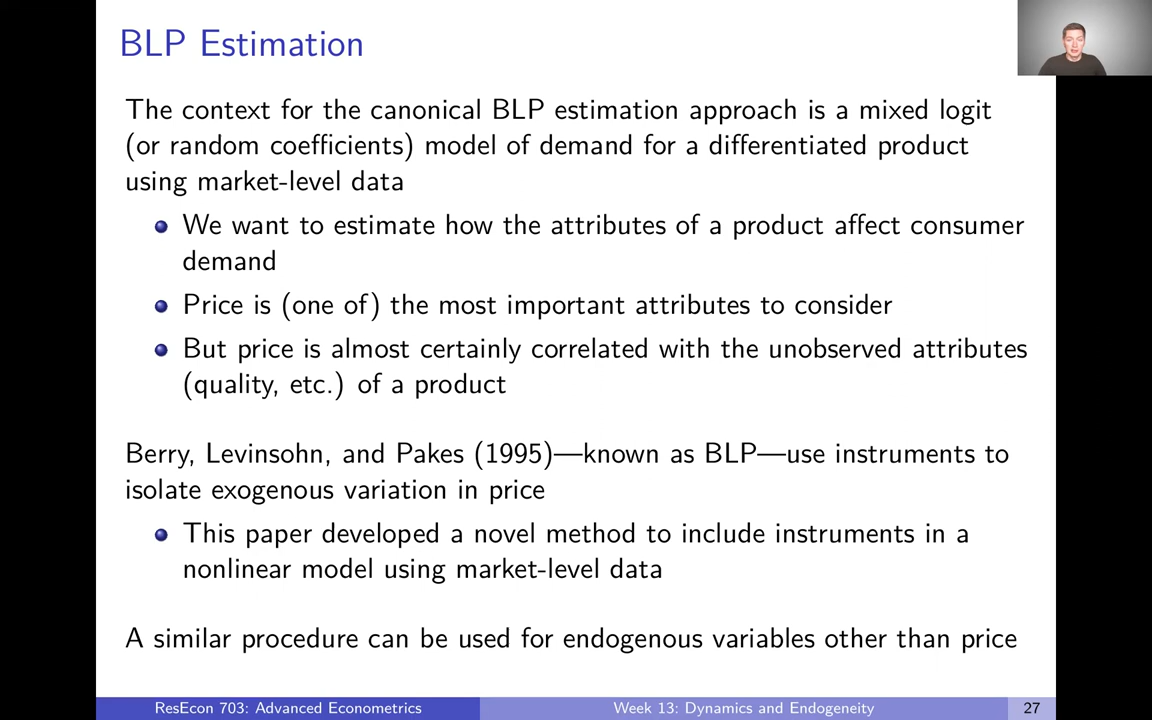 BLP Estimation
The context for the canonical BLP estimation approach is a mixed logit
(or random coefficients) model of demand for a differentiated product
using market-level data
We want to estimate how the attributes of a product affect consumer
demand
Price is (one of) the most important attributes to consider
But price is almost certainly correlated with the unobserved attributes
(quality, etc.) of a product
Berry, Levinsohn, and Pakes (1995)—known as BLP—use instruments to
isolate exogenous variation in price
This paper developed a novel method to include instruments in a
nonlinear model using market-level data
A similar procedure can be used for endogenous variables other than price
ResEcon 703: Advanced Econometrics
Week 13: Dynamics and Endogeneity
27